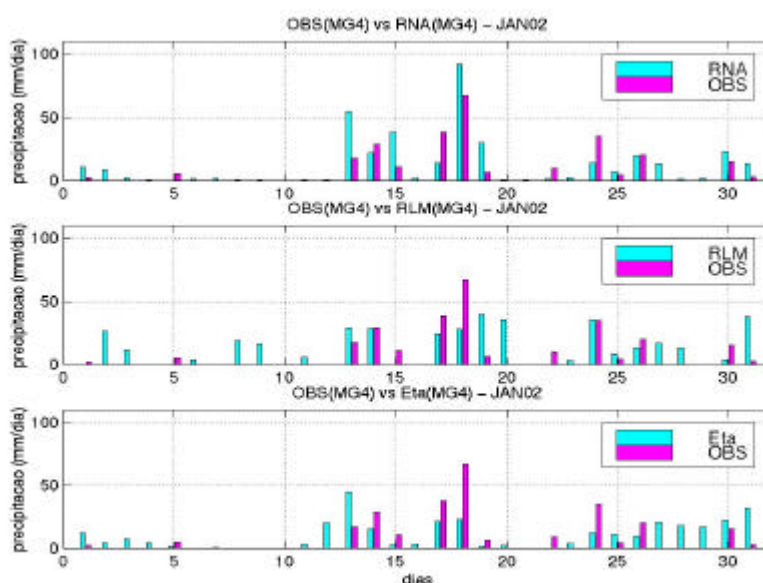 OBS(MG4) vs RNA(MG4) – JAN02
precipitacao (mm/dia)
100
50
0
RNA
OBS
0 5 10 15 20 25 30
OBS(MG4) vs RLM(MG4) – JAN02
precipitacao (mm/dia)
100
50
0
RLM
OBS
0 5 10 15 20 25 30
OBS(MG4) vs Eta(MG4) – JAN02
precipitacao (mm/dia)
100
50
0
Eta
OBS
0 5 10 15 20 25 30
dias